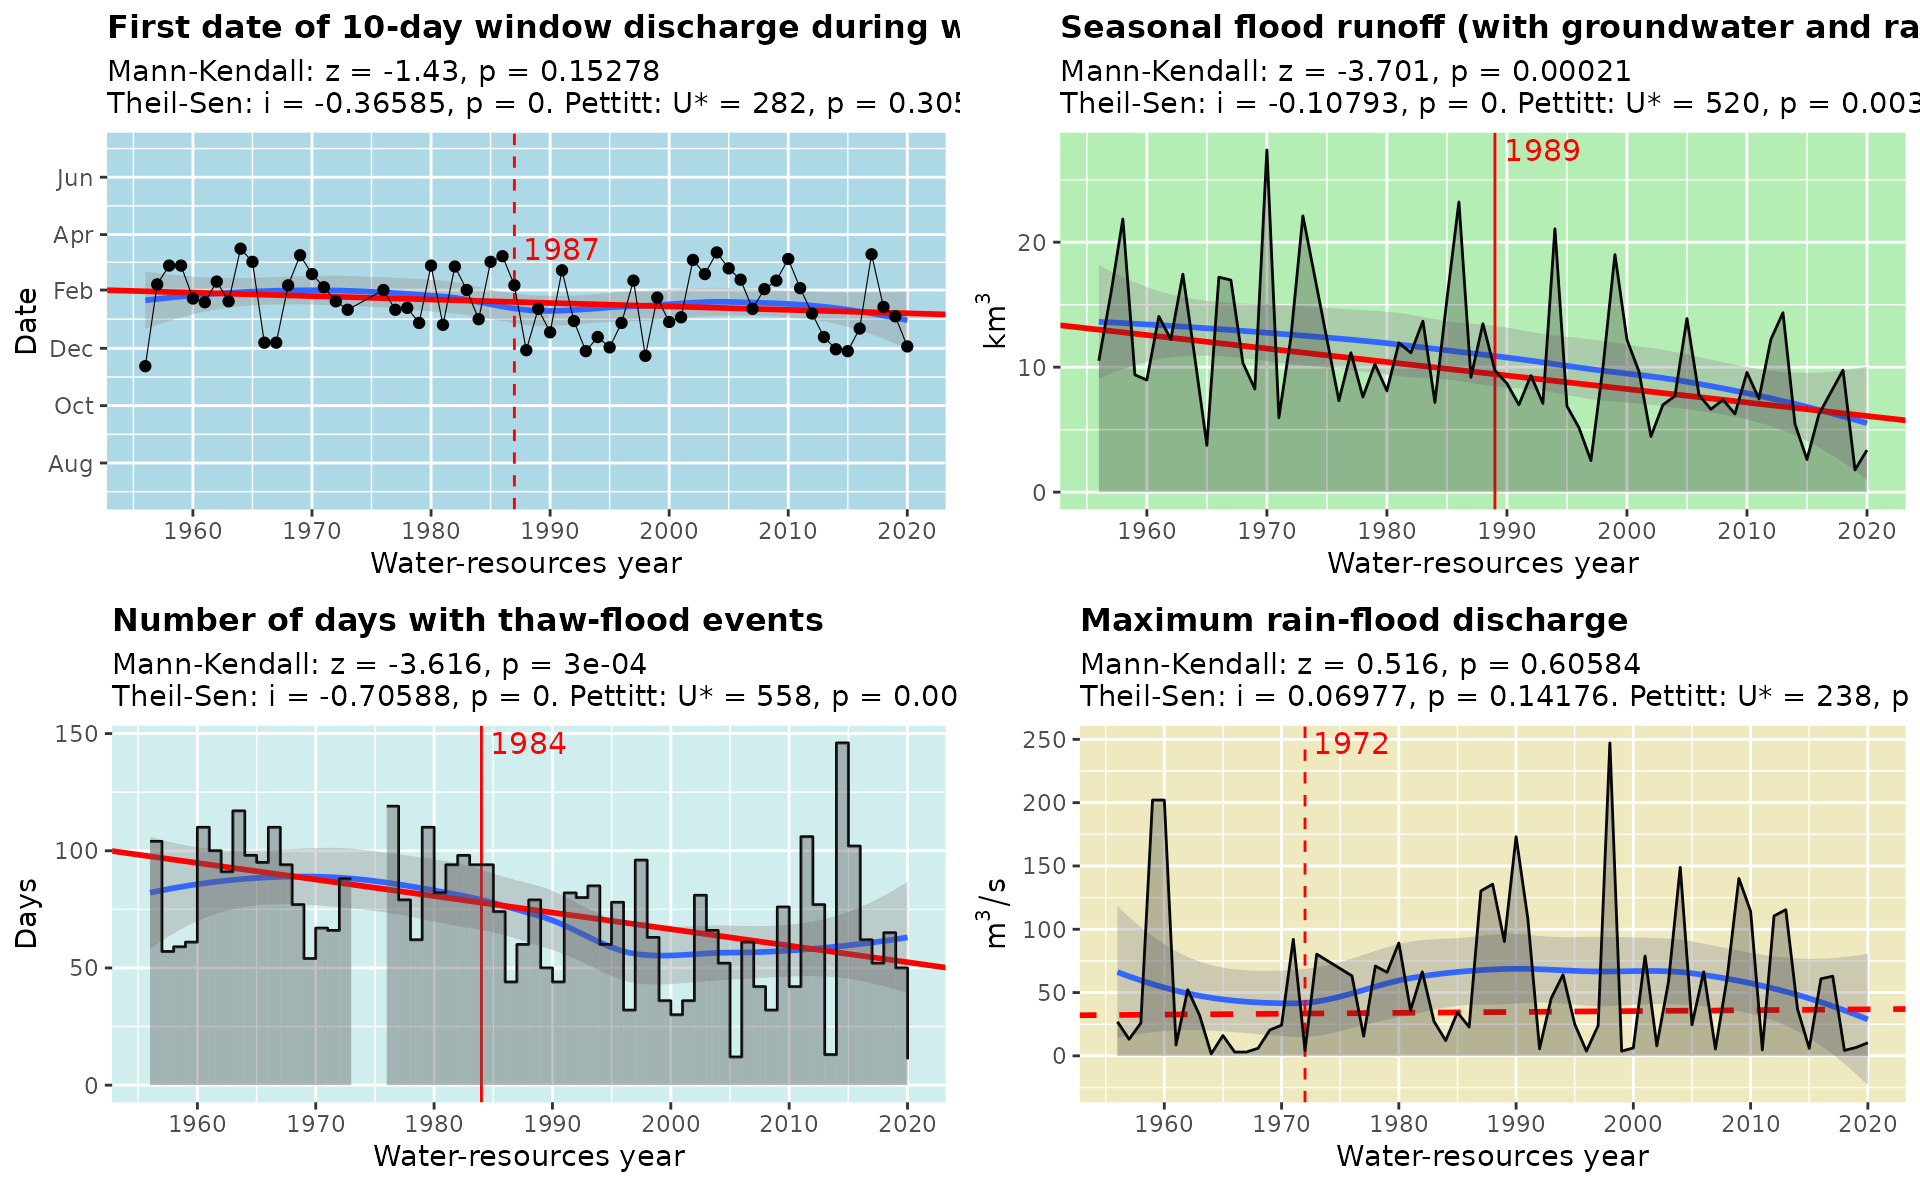 First date of 10-day window discharge during
Mann-Kendall: z = -1.43, p = 0.15278
Theil-Sen: i = -0.36585, p = 0. Pettitt: U* = 282, p = 0.305
1987
Jun
Apr
Feb
Dec
Oct
Aug
Date
1960 1970 1980 1990 2000 2010 2020
Water-resources year
Seasonal flood runoff (with groundwater and
Mann-Kendall: z = -3.701, p = 0.00021
Theil-Sen: i = -0.10793, p = 0. Pettitt: U* = 520, p = 0.003
1989
20
10
0
km³
1960 1970 1980 1990 2000 2010 2020
Water-resources year
Number of days with thaw-flood events
Mann-Kendall: z = -3.616, p = 3e-04
Theil-Sen: i = -0.70588, p = 0. Pettitt: U* = 558, p = 0.00
1984
150
100
50
0
Days
1960 1970 1980 1990 2000 2010 2020
Water-resources year
Maximum rain-flood discharge
Mann-Kendall: z = 0.516, p = 0.60584
Theil-Sen: i = 0.06977, p = 0.14176. Pettitt: U* = 238, p
1972
250
200
150
100
50
0
m³/s
1960 1970 1980 1990 2000 2010 2020
Water-resources year